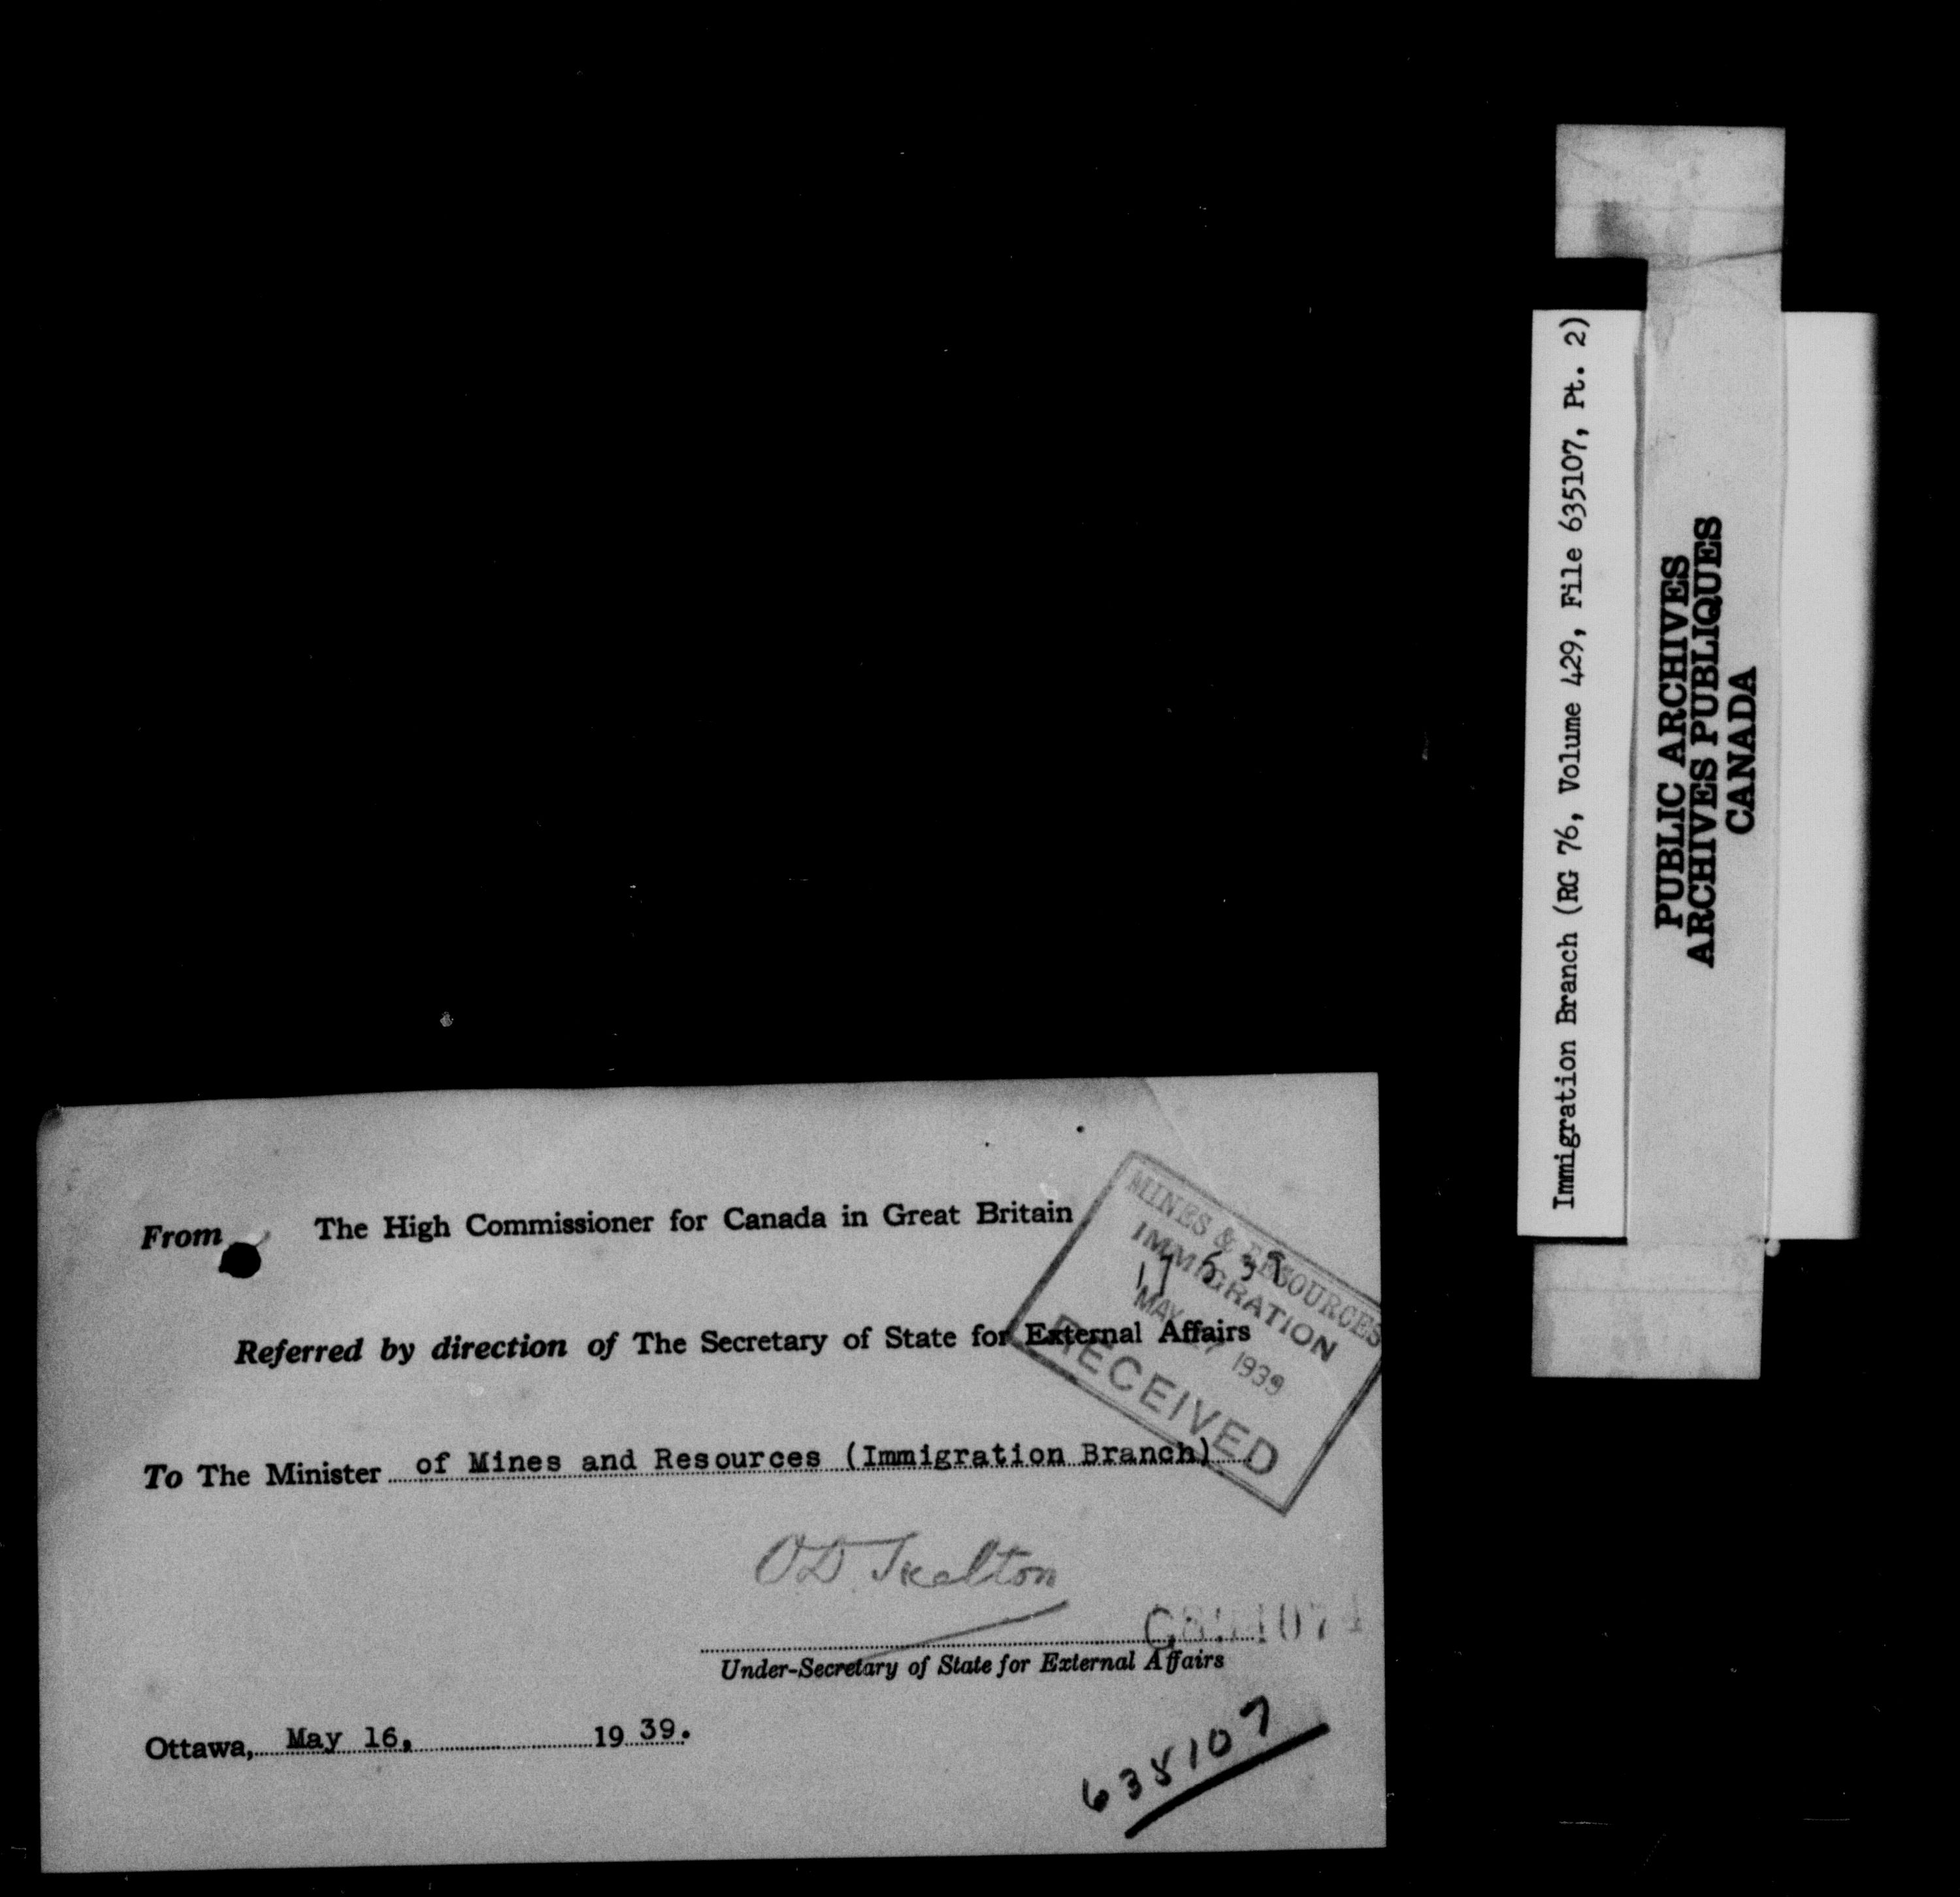 From The High Commissioner for Canada in Great Britain
MINES & RESOURCES
IMMIGRATION
MAY 17 1939
RECEIVED
Referred by direction of The Secretary of State for External Affairs
To The Minister of Mines and Resources (Immigration Branch)
O.D. Skelton
Under-Secretary of State for External Affairs
Ottawa, May 16, 19 39.
635107
Immigration Branch (RG 76, Volume 429, File 635107, Pt. 2)
PUBLIC ARCHIVES
ARCHIVES PUBLIQUES
CANADA